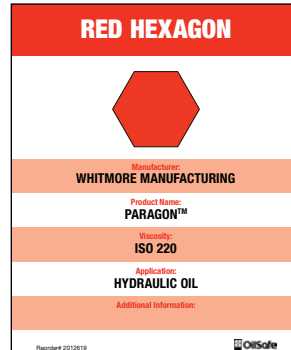 RED HEXAGON
Manufacturer:
WHITMORE MANUFACTURING
Product Name:
PARAGON™
Viscosity:
ISO 220
Application:
HYDRAULIC OIL
Additional Information:
Reorder# 2012619
OilSafe